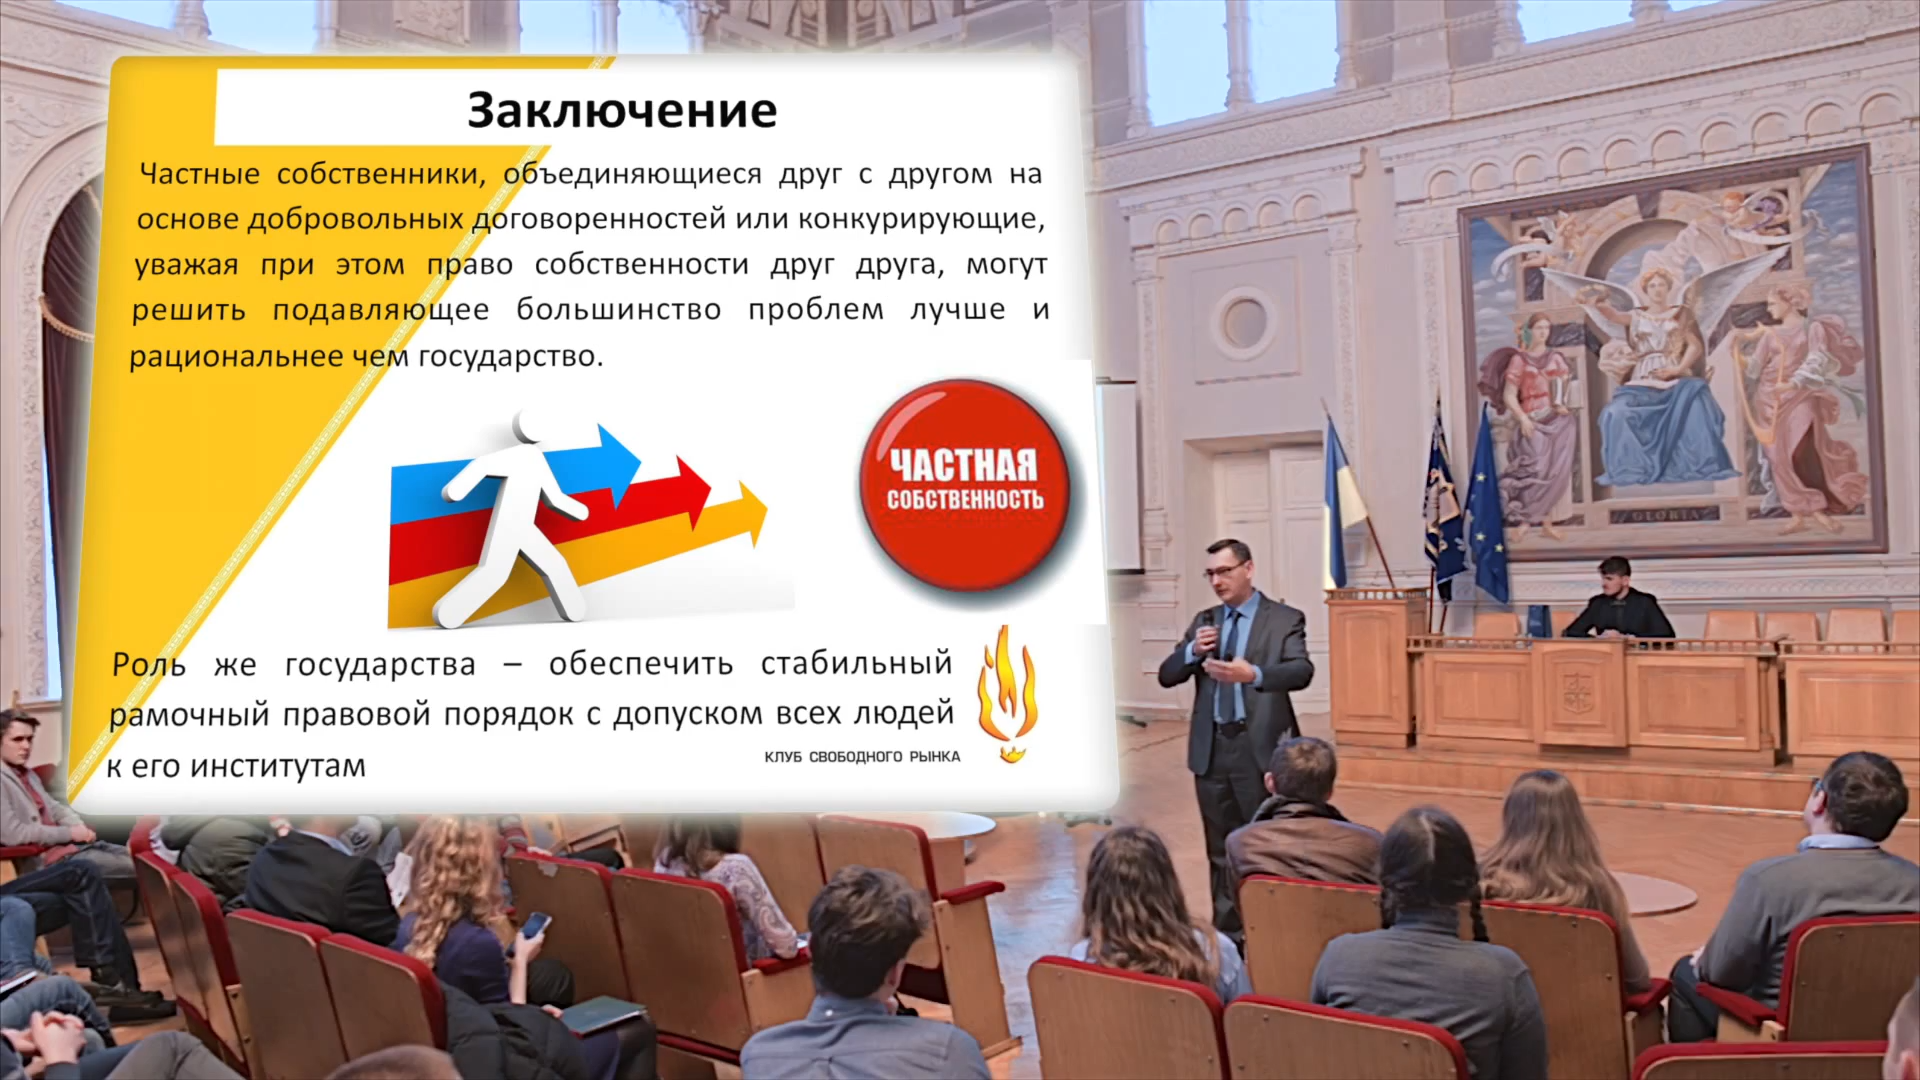 Заключение
Частные собственники, объединяющиеся друг с другом на
основе добровольных договоренностей или конкурирующие,
уважая при этом право собственности друг друга, могут
решить подавляющее большинство проблем лучше и
рациональнее чем государство.
ЧАСТНАЯ
СОБСТВЕННОСТЬ
Роль же государства – обеспечить стабильный
рамочный правовой порядок с допуском всех людей
к его институтам
КЛУБ СВОБОДНОГО РЫНКА
GLORIA